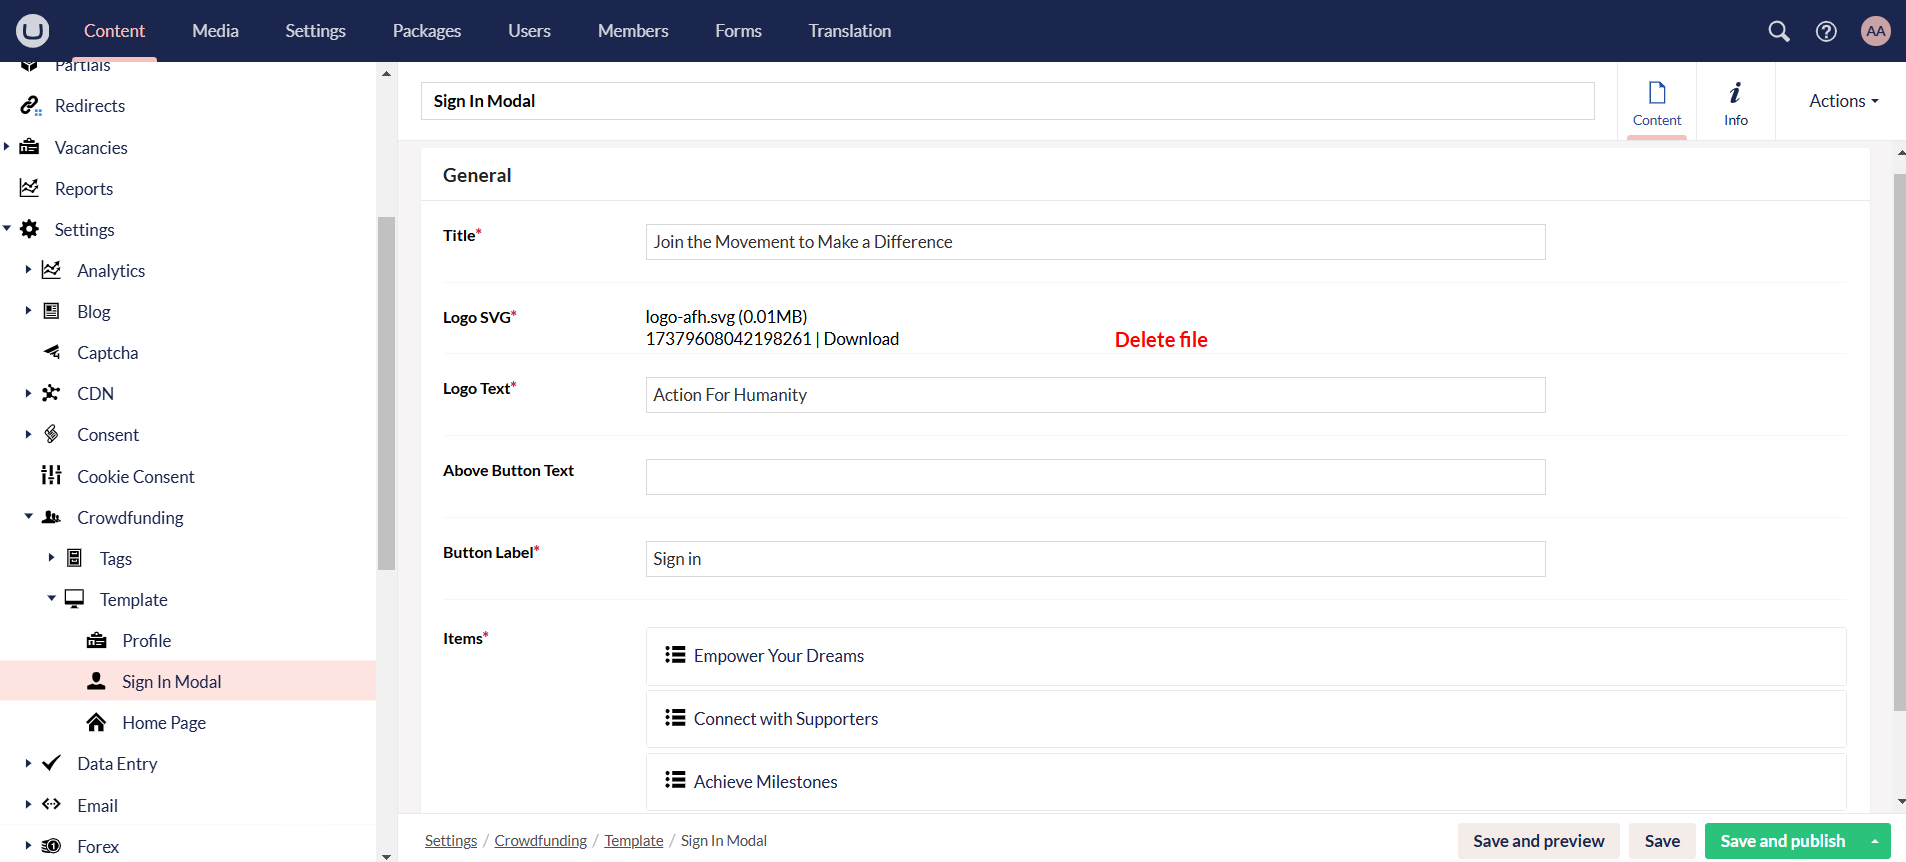 Content Media Settings Packages Users Members Forms Translation AA
Partials
Redirects
Vacancies
Reports
Settings
Analytics
Blog
Captcha
CDN
Consent
Cookie Consent
Crowdfunding
Tags
Template
Profile
Sign In Modal
Home Page
Data Entry
Email
Forex
Sign In Modal
Content
Info
Actions
General
Title*
Join the Movement to Make a Difference
Logo SVG*
logo-afh.svg (0.01MB)
17379608042198261 | Download
Delete file
Logo Text*
Action For Humanity
Above Button Text
Button Label*
Sign in
Items*
Empower Your Dreams
Connect with Supporters
Achieve Milestones
Settings / Crowdfunding / Template / Sign In Modal
Save and preview
Save
Save and publish